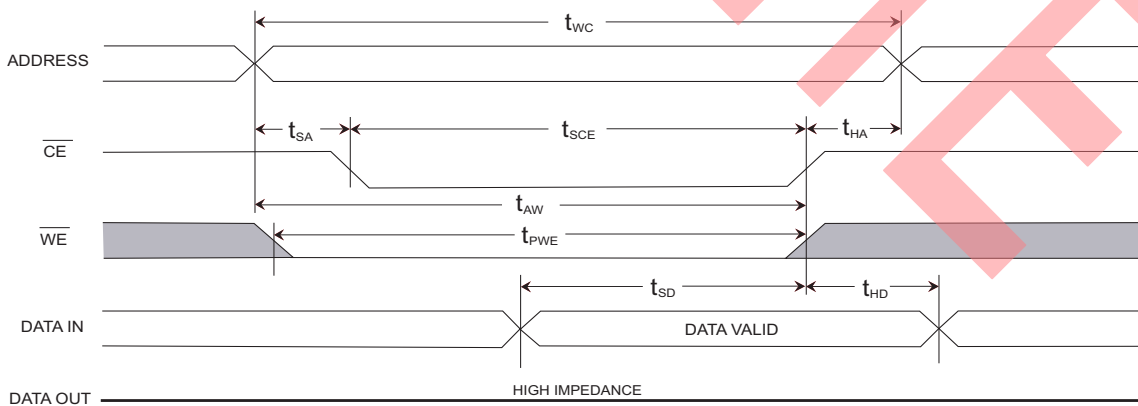 tWC
ADDRESS
tSA
tSCE
tHA
CE
tAW
WE
tPWE
tSD
tHD
DATA IN
DATA VALID
HIGH IMPEDANCE
DATA OUT